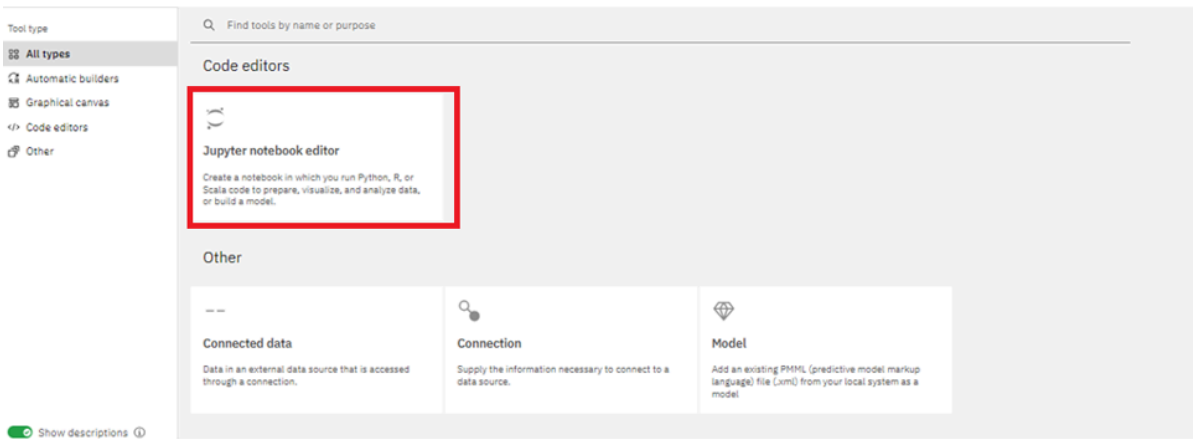 Tool type
All types
Automatic builders
Graphical canvas
Code editors
Other
Show descriptions
Find tools by name or purpose
Code editors
Jupyter notebook editor
Create a notebook in which you run Python, R, or
Scala code to prepare, visualize, and analyze data,
or build a model.
Other
Connected data
Data in an external data source that is accessed
through a connection.
Connection
Supply the information necessary to connect to a
data source.
Model
Add an existing PMML (predictive model markup
language) file (.xml) from your local system as a
model